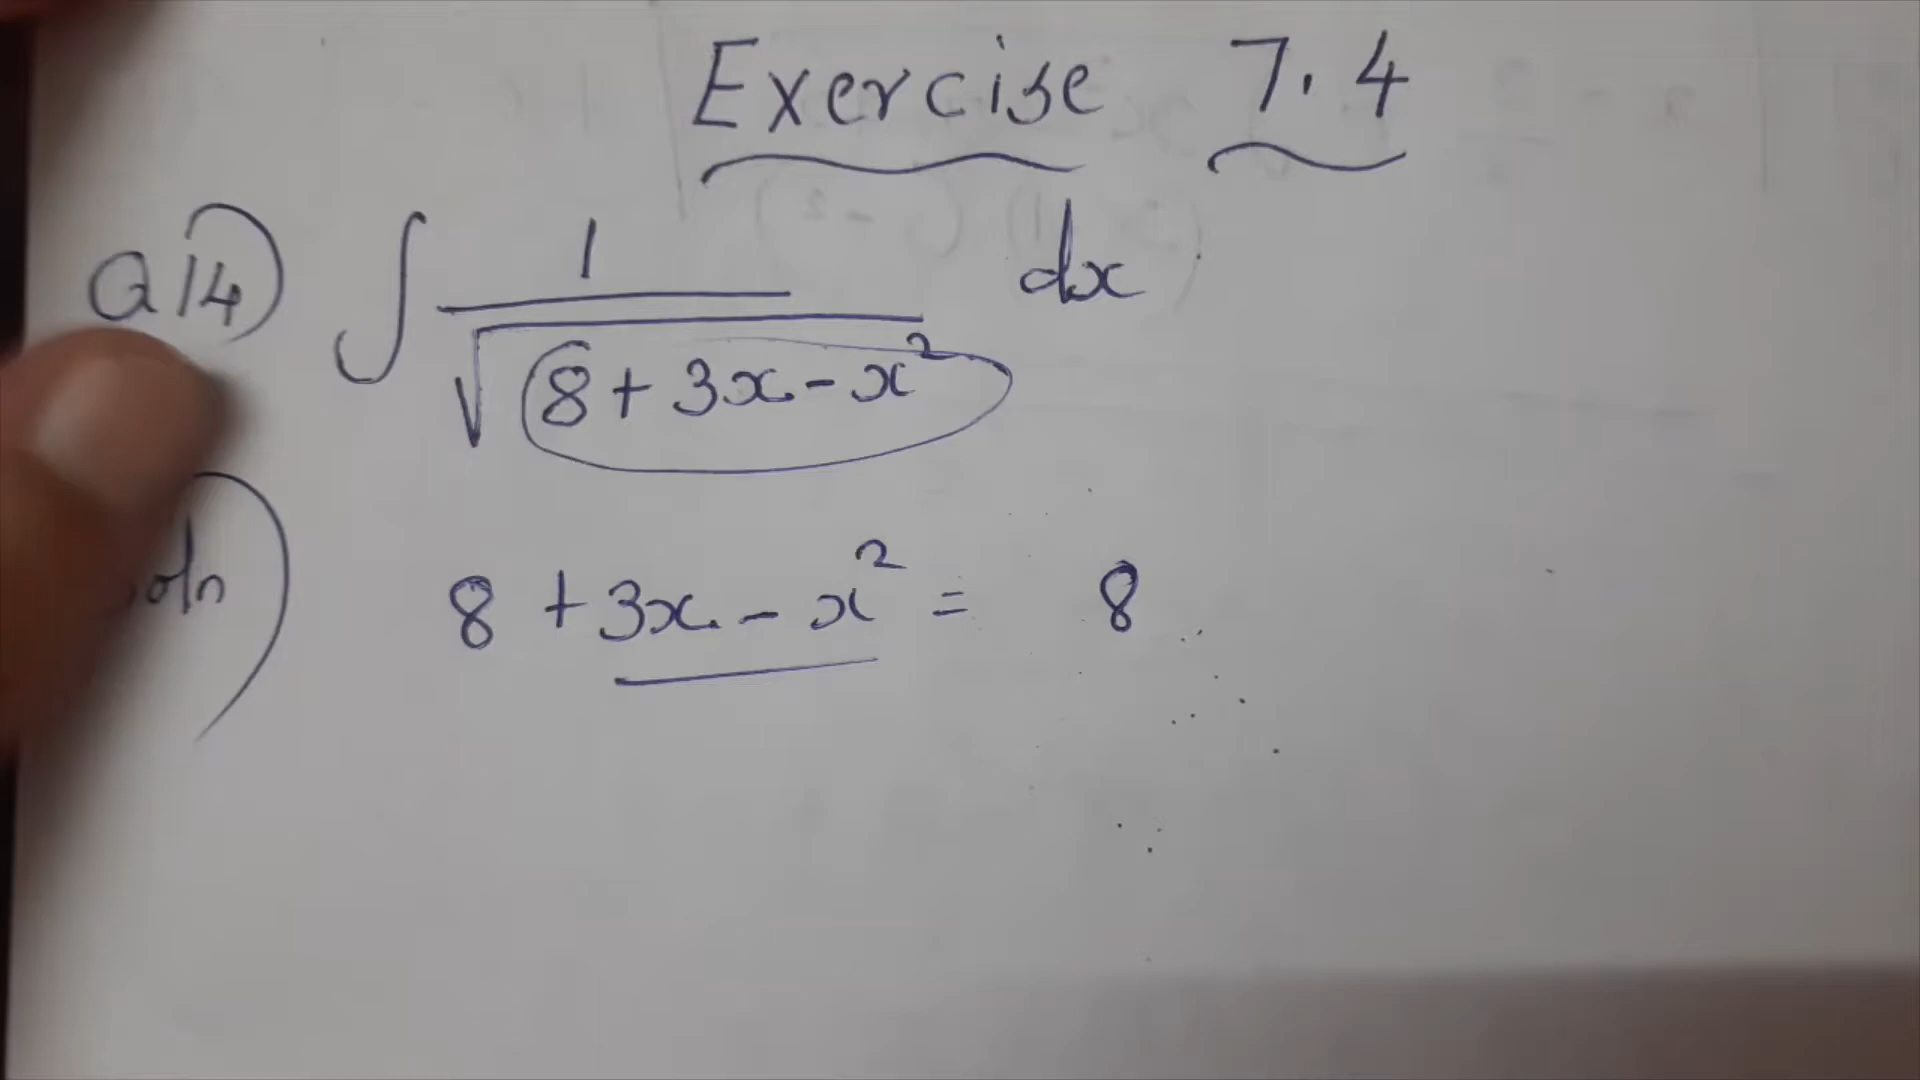 Exercise 7.4
Q14) ∫ 1/√(8 + 3x - x²) dx
oln) 8 + 3x - x² = 8